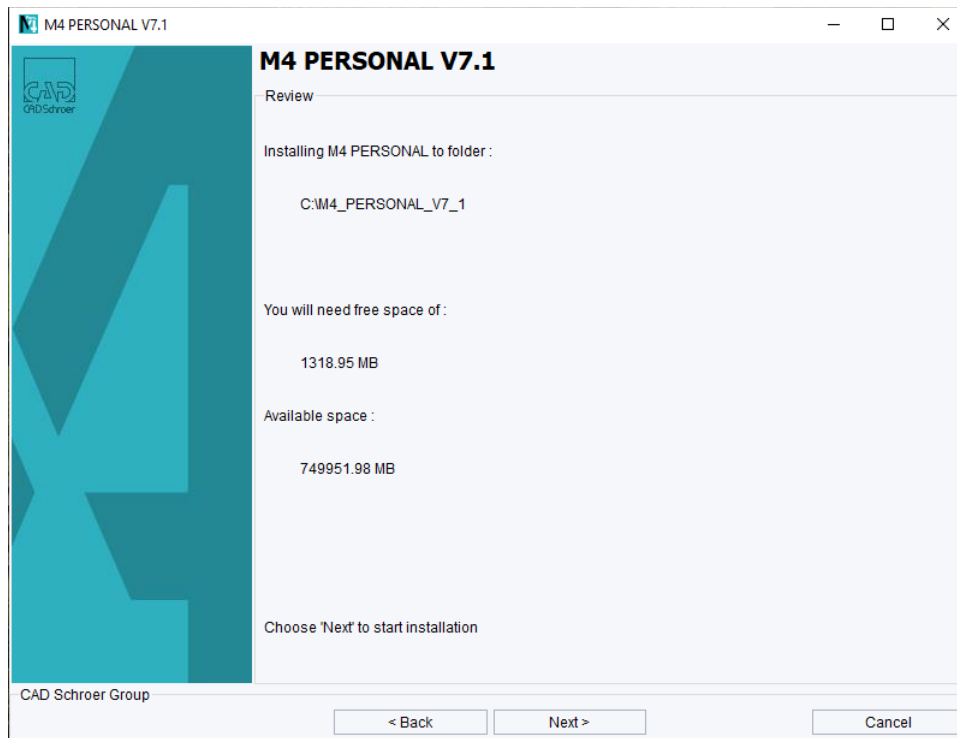 M4 PERSONAL V7.1
CAD
CADSchroer
M4 PERSONAL V7.1
Review
Installing M4 PERSONAL to folder :
C:\M4_PERSONAL_V7_1
You will need free space of :
1318.95 MB
Available space :
749951.98 MB
Choose 'Next' to start installation
CAD Schroer Group
< Back
Next >
Cancel